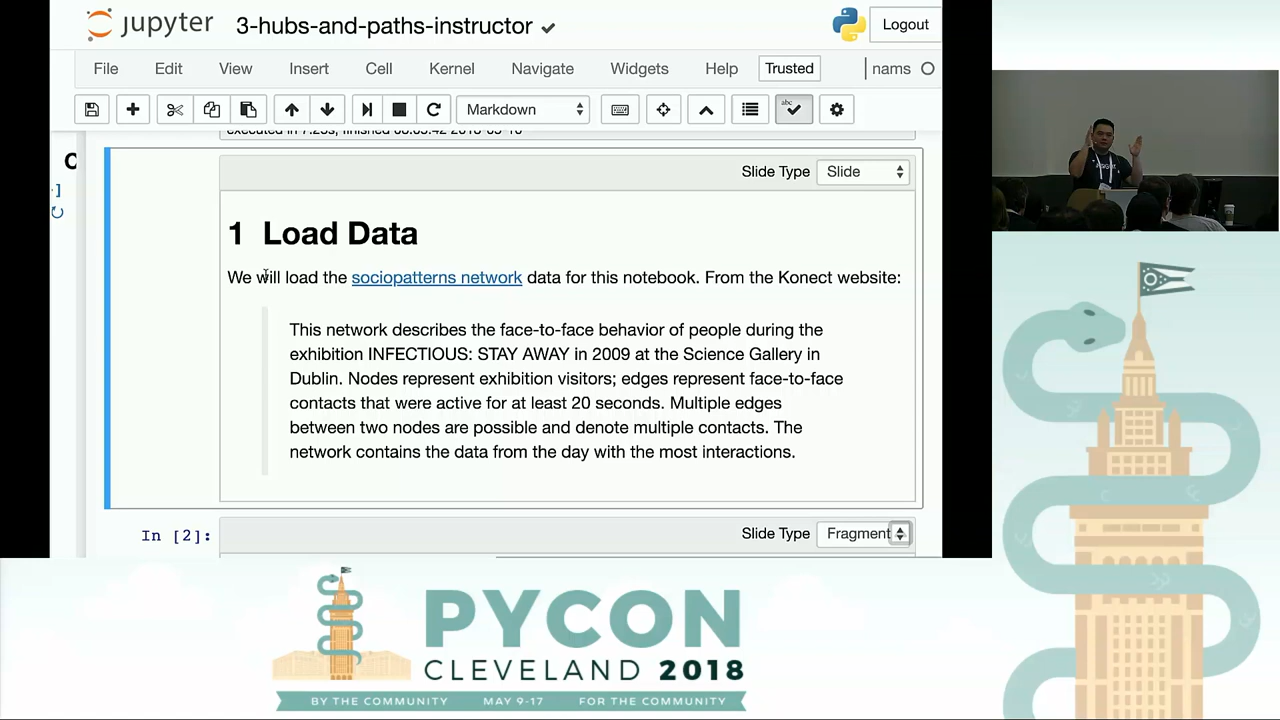 jupyter 3-hubs-and-paths-instructor
Logout
File Edit View Insert Cell Kernel Navigate Widgets Help Trusted nams
Markdown
Slide Type Slide
1 Load Data
We will load the sociopatterns network data for this notebook. From the Konect website:
This network describes the face-to-face behavior of people during the
exhibition INFECTIOUS: STAY AWAY in 2009 at the Science Gallery in
Dublin. Nodes represent exhibition visitors; edges represent face-to-face
contacts that were active for at least 20 seconds. Multiple edges
between two nodes are possible and denote multiple contacts. The
network contains the data from the day with the most interactions.
In [2]:
Slide Type Fragment
PYCON
CLEVELAND 2018
BY THE COMMUNITY MAY 9-17 FOR THE COMMUNITY